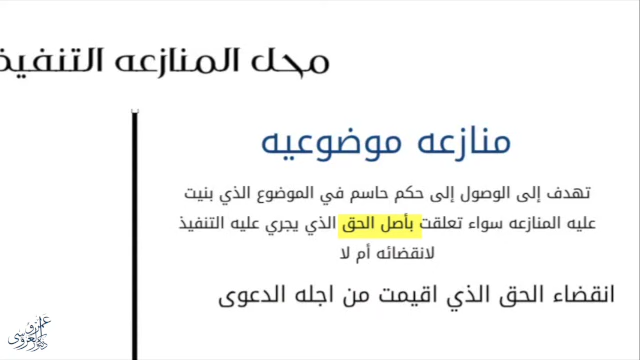 محل المنازعه التنفيذ
منازعه موضوعيه
تهدف إلى الوصول إلى حكم حاسم في الموضوع الذي بنيت
عليه المنازعه سواء تعلقت بأصل الحق الذي يجري عليه التنفيذ
لانقضائه أم لا
انقضاء الحق الذي اقيمت من اجله الدعوى